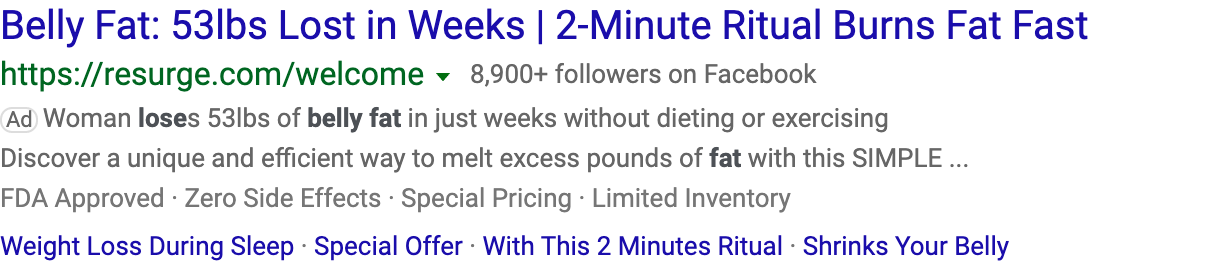 Belly Fat: 53lbs Lost in Weeks | 2-Minute Ritual Burns Fat Fast
https://resurge.com/welcome 8,900+ followers on Facebook
Ad Woman loses 53lbs of belly fat in just weeks without dieting or exercising
Discover a unique and efficient way to melt excess pounds of fat with this SIMPLE ...
FDA Approved · Zero Side Effects · Special Pricing · Limited Inventory
Weight Loss During Sleep · Special Offer · With This 2 Minutes Ritual · Shrinks Your Belly